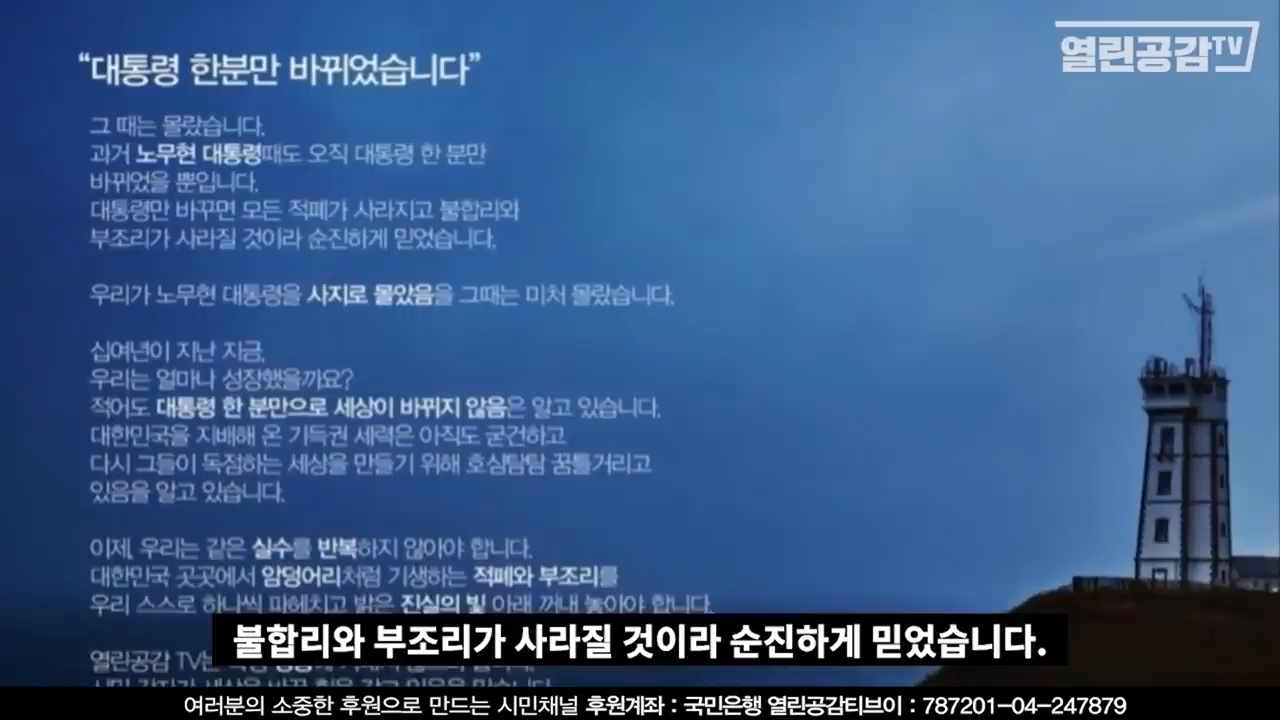 열린공감TV
“대통령 한분만 바뀌었습니다”
그 때는 몰랐습니다.
과거 노무현 대통령때도 오직 대통령 한 분만
바뀌었을 뿐입니다.
대통령만 바꾸면 모든 적폐가 사라지고 불합리와
부조리가 사라질 것이라 순진하게 믿었습니다.
우리가 노무현 대통령을 사지로 몰았음을 그때는 미처 몰랐습니다.
십여년이 지난 지금,
우리는 얼마나 성장했을까요?
적어도 대통령 한 분만으로 세상이 바뀌지 않음은 알고 있습니다.
대한민국을 지배해 온 기득권 세력은 아직도 굳건하고
다시 그들이 독점하는 세상을 만들기 위해 호심탐탐 꿈틀거리고
있음을 알고 있습니다.
이제, 우리는 같은 실수를 반복하지 않아야 합니다.
대한민국 곳곳에서 암덩어리처럼 기생하는 적폐와 부조리를
우리 스스로 하나씩 파헤치고 밝은 진실의 빛 아래 꺼내 놓아야 합니다.
열린공감 TV는
불합리와 부조리가 사라질 것이라 순진하게 믿었습니다.
여러분의 소중한 후원으로 만드는 시민채널 후원계좌 : 국민은행 열린공감티브이 : 787201-04-247879